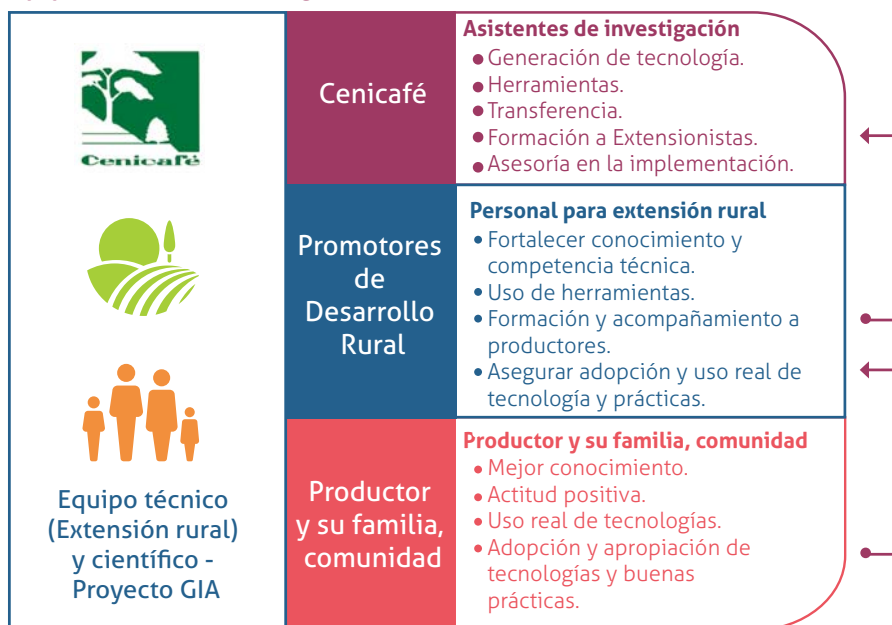 Cenicafé
Equipo técnico
(Extensión rural)
y científico -
Proyecto GIA
Cenicafé
Asistentes de investigación
• Generación de tecnología.
• Herramientas.
• Transferencia.
• Formación a Extensionistas.
• Asesoría en la implementación.
Promotores
de
Desarrollo
Rural
Personal para extensión rural
• Fortalecer conocimiento y
competencia técnica.
• Uso de herramientas.
• Formación y acompañamiento a
productores.
• Asegurar adopción y uso real de
tecnología y prácticas.
Productor
y su familia,
comunidad
Productor y su familia, comunidad
• Mejor conocimiento.
• Actitud positiva.
• Uso real de tecnologías.
• Adopción y apropiación de
tecnologías y buenas
prácticas.